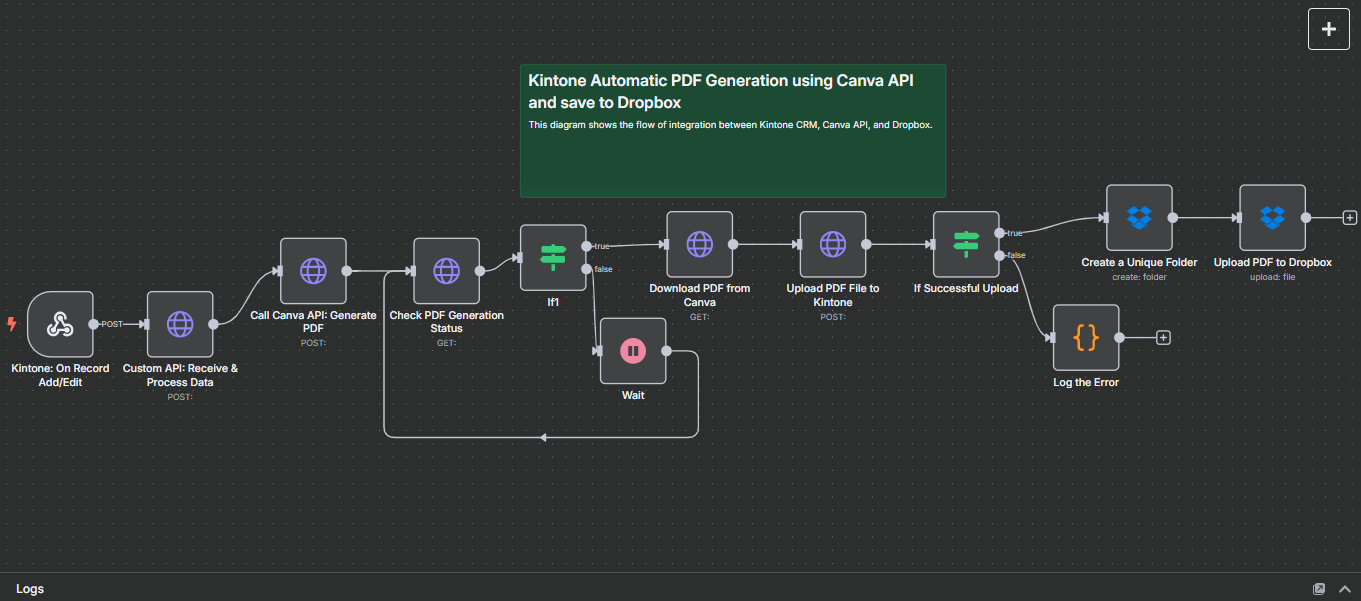 Kintone Automatic PDF Generation using Canva API
and save to Dropbox
This diagram shows the flow of integration between Kintone CRM, Canva API, and Dropbox.
POST
Kintone: On Record
Add/Edit
Custom API: Receive &
Process Data
POST:
Call Canva API: Generate
PDF
POST:
Check PDF Generation
Status
GET:
true
false
If1
Wait
Download PDF from
Canva
GET:
Upload PDF File to
Kintone
POST:
true
false
If Successful Upload
Create a Unique Folder
create: folder
Upload PDF to Dropbox
upload: file
{}
Log the Error
Logs